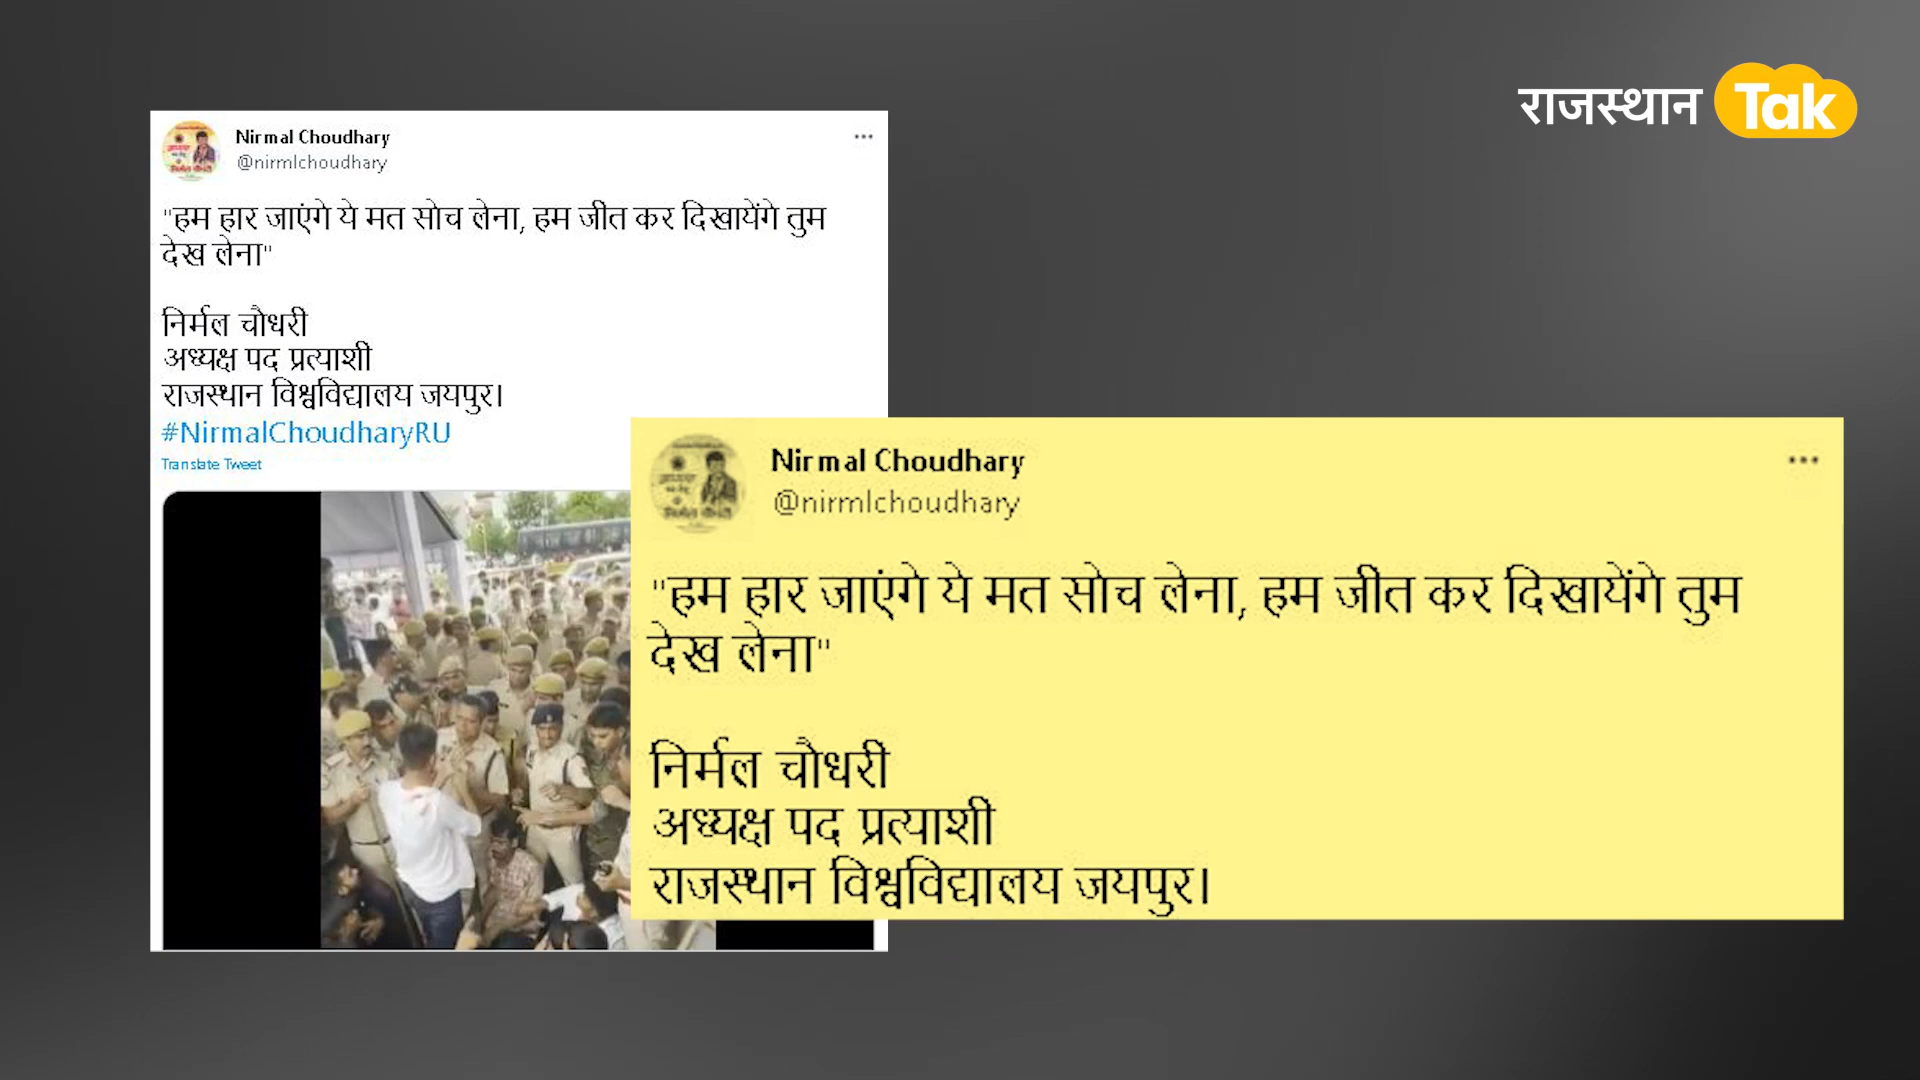 राजस्थान Tak
Nirmal Choudhary
@nirmlchoudhary
"हम हार जाएंगे ये मत सोच लेना, हम जीत कर दिखायेंगे तुम
देख लेना"
निर्मल चौधरी
अध्यक्ष पद प्रत्याशी
राजस्थान विश्वविद्यालय जयपुर।
#NirmalChoudharyRU
Translate Tweet
Nirmal Choudhary
@nirmlchoudhary
"हम हार जाएंगे ये मत सोच लेना, हम जीत कर दिखायेंगे तुम
देख लेना"
निर्मल चौधरी
अध्यक्ष पद प्रत्याशी
राजस्थान विश्वविद्यालय जयपुर।